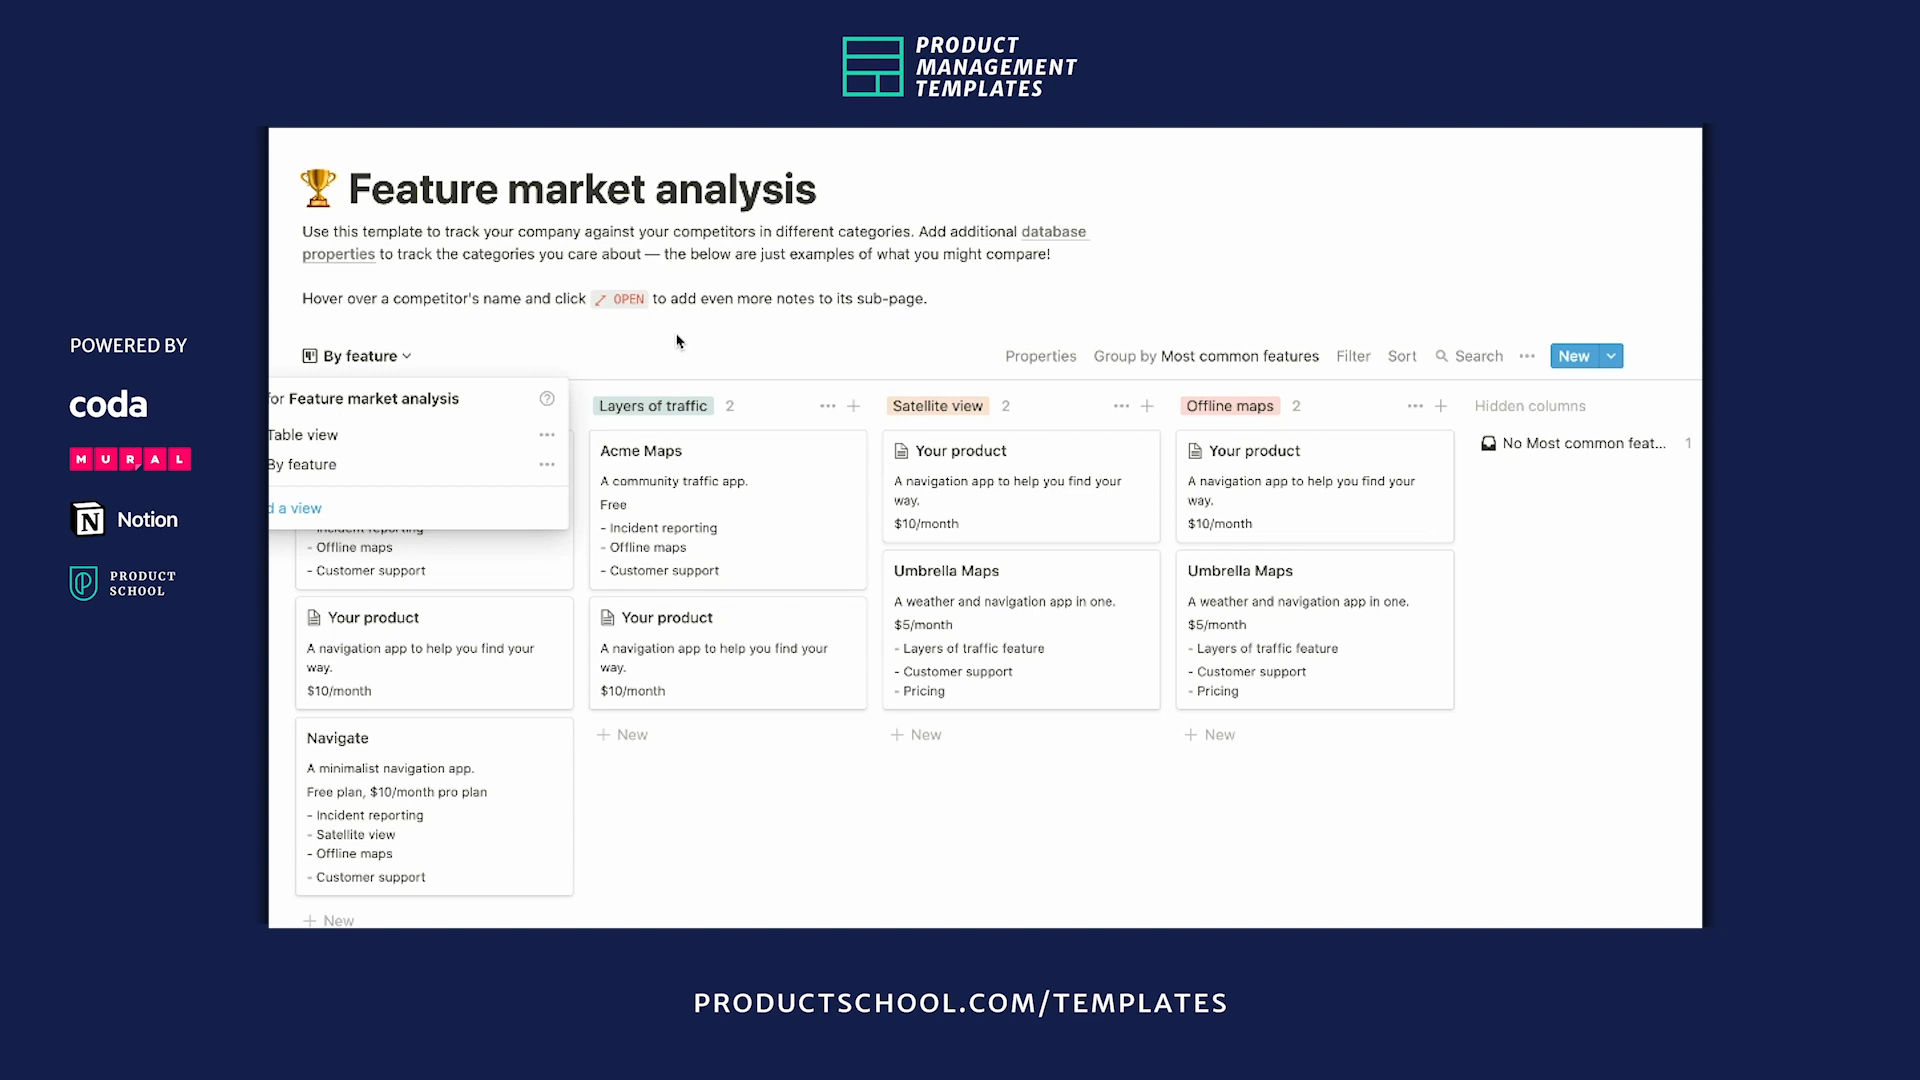 PRODUCT
MANAGEMENT
TEMPLATES
POWERED BY
coda
MURAL
Notion
PRODUCT
SCHOOL
Feature market analysis
Use this template to track your company against your competitors in different categories. Add additional database
properties to track the categories you care about — the below are just examples of what you might compare!
Hover over a competitor's name and click OPEN to add even more notes to its sub-page.
By feature
Properties Group by Most common features Filter Sort Search ••• New
or Feature market analysis
Table view •••
By feature •••
d a view
Incident reporting
- Offline maps
- Customer support
Your product
A navigation app to help you find your
way.
$10/month
Navigate
A minimalist navigation app.
Free plan, $10/month pro plan
- Incident reporting
- Satellite view
- Offline maps
- Customer support
+ New
Layers of traffic 2 ••• +
Acme Maps
A community traffic app.
Free
- Incident reporting
- Offline maps
- Customer support
Your product
A navigation app to help you find your
way.
$10/month
+ New
Satellite view 2 ••• +
Your product
A navigation app to help you find your
way.
$10/month
Umbrella Maps
A weather and navigation app in one.
$5/month
- Layers of traffic feature
- Customer support
- Pricing
+ New
Offline maps 2 ••• +
Your product
A navigation app to help you find your
way.
$10/month
Umbrella Maps
A weather and navigation app in one.
$5/month
- Layers of traffic feature
- Customer support
- Pricing
+ New
Hidden columns
No Most common feat... 1
PRODUCTSCHOOL.COM/TEMPLATES